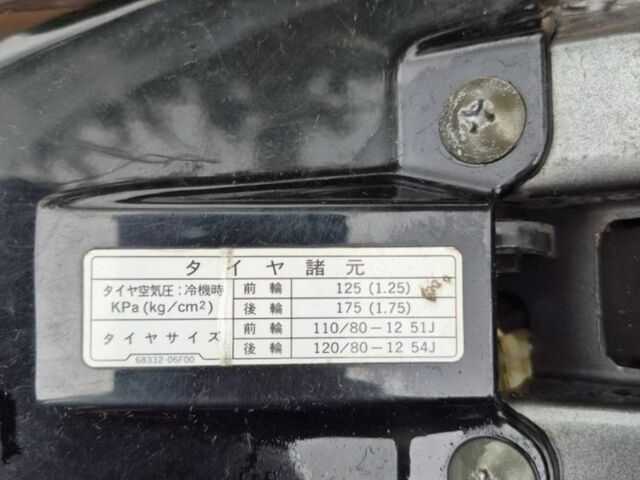 タイヤ諸元
タイヤ空気圧:冷機時 前輪 125 (1.25)
KPa (kg/cm²) 後輪 175 (1.75)
タイヤサイズ 前輪 110/80-12 51J
後輪 120/80-12 54J
68332-06F00